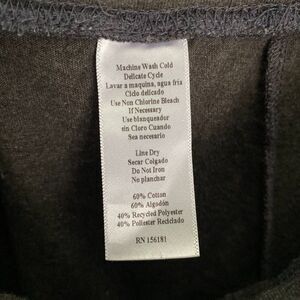 Machine Wash Cold
Delicate Cycle
Lavar a maquina, agua fria
Ciclo delicado
Use Non Chlorine Bleach
If Necessary
Use blanqueador
sin Cloro Cuando
Sea necesario
Line Dry
Secar Colgado
Do Not Iron
No planchar
60% Cotton
60% Algodón
40% Recycled Polyester
40% Poliester Reciclado
RN 156181